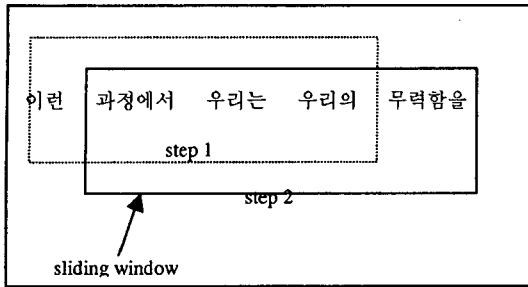 이런 과정에서 우리는 우리의 무력함을
step 1
step 2
sliding window